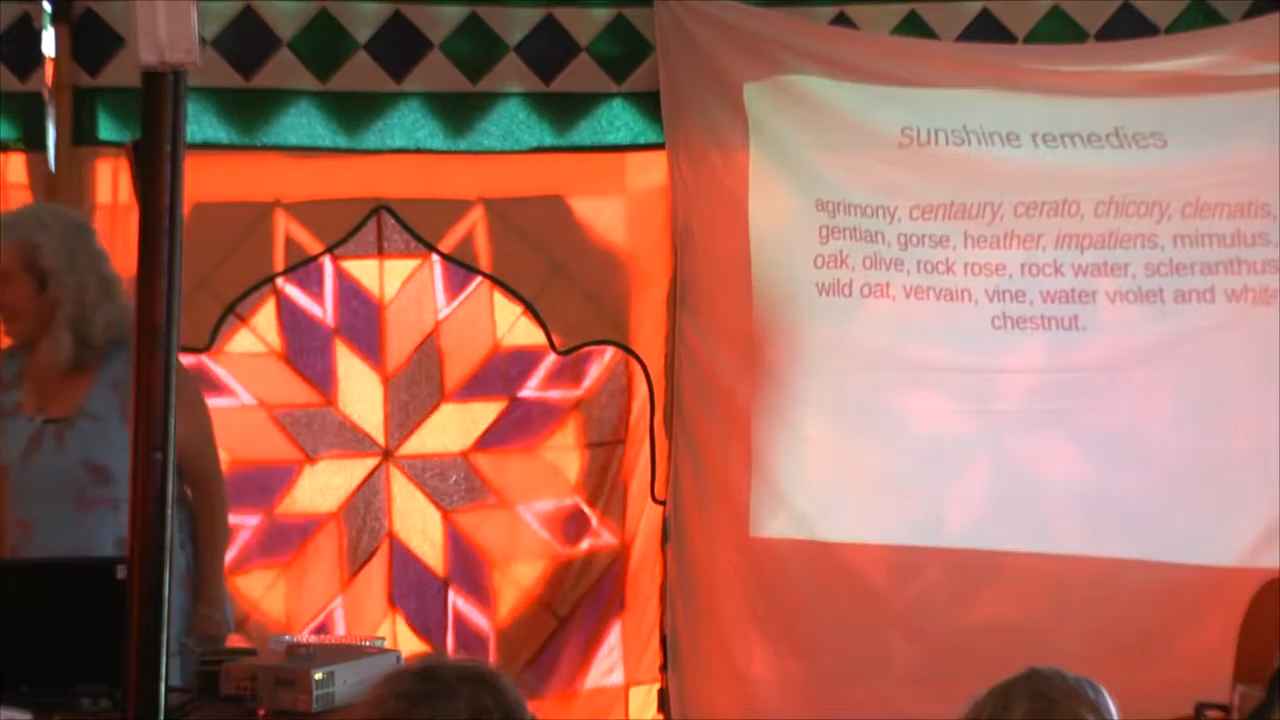 sunshine remedies
agrimony, centaury, cerato, chicory, clematis,
gentian, gorse, heather, impatiens, mimulus,
oak, olive, rock rose, rock water, scleranthus
wild oat, vervain, vine, water violet and white
chestnut.